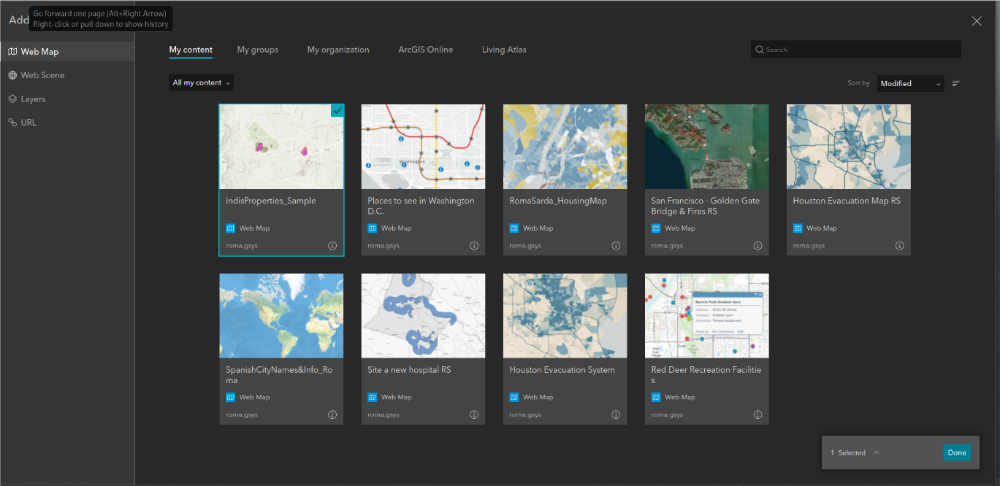 Add
Go forward one page (Alt+Right Arrow)
Right-click or pull down to show history
Web Map
Web Scene
Layers
URL
My content
My groups
My organization
ArcGIS Online
Living Atlas
Search
All my content
Sort by
Modified
Washington
IndisProperties_Sample
Web Map
roma.gsys
Places to see in Washington
D.C.
Web Map
roma.gsys
RomaSarda_HousingMap
Web Map
roma.gsys
San Francisco - Golden Gate
Bridge & Fires RS
Web Map
roma.gsys
Houston Evacuation Map RS
Web Map
roma.gsys
Barrett Park Outdoor Gym
Address 4725 43 Street
Category Outdoor gym
Amenities Fitness equipment
Zoom to Get Directions Edit
SpanishCityNames&Info_Ro
ma
Web Map
roma.gsys
Site a new hospital RS
Web Map
roma.gsys
Houston Evacuation System
Web Map
roma.gsys
Red Deer Recreation Facilitie
s
Web Map
roma.gsys
1 Selected
Done